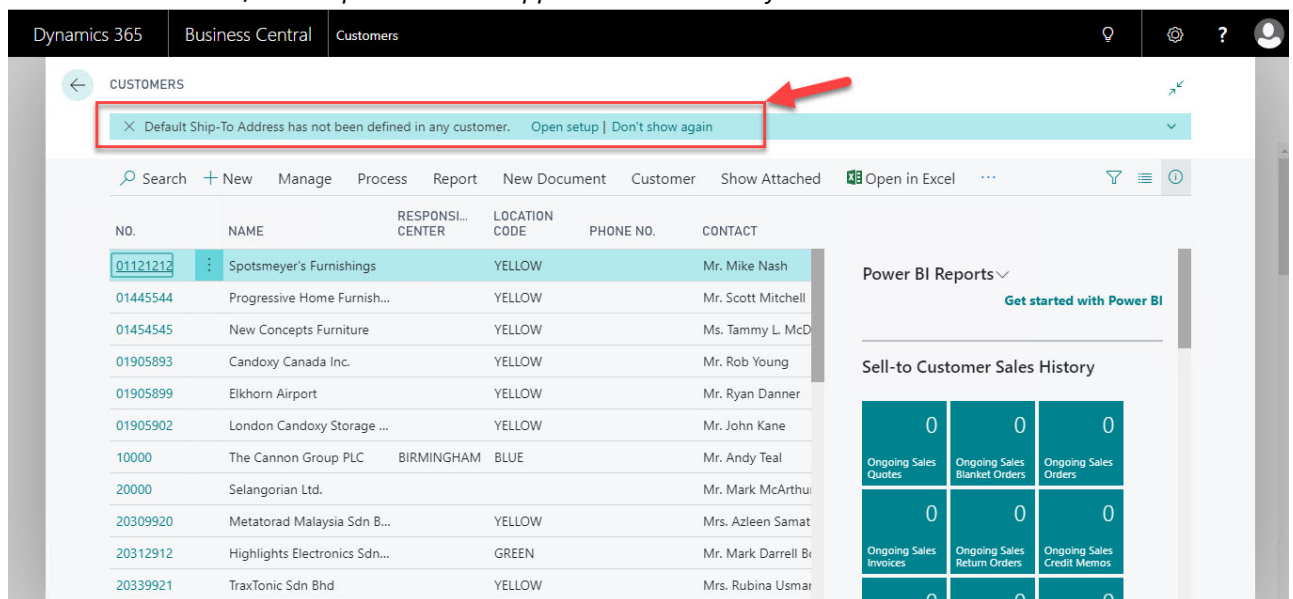 Dynamics 365 Business Central Customers ?
CUSTOMERS
Default Ship-To Address has not been defined in any customer. Open setup | Don't show again
Search + New Manage Process Report New Document Customer Show Attached Open in Excel ...
NO. NAME RESPONSI... CENTER LOCATION CODE PHONE NO. CONTACT
01121212 Spotsmeyer's Furnishings YELLOW Mr. Mike Nash
01445544 Progressive Home Furnish... YELLOW Mr. Scott Mitchell
01454545 New Concepts Furniture YELLOW Ms. Tammy L. McD
01905893 Candoxy Canada Inc. YELLOW Mr. Rob Young
01905899 Elkhorn Airport YELLOW Mr. Ryan Danner
01905902 London Candoxy Storage ... YELLOW Mr. John Kane
10000 The Cannon Group PLC BIRMINGHAM BLUE Mr. Andy Teal
20000 Selangorian Ltd. Mr. Mark McArthu
20309920 Metatorad Malaysia Sdn B... YELLOW Mrs. Azleen Samat
20312912 Highlights Electronics Sdn... GREEN Mr. Mark Darrell Bo
20339921 TraxTonic Sdn Bhd YELLOW Mrs. Rubina Usmar
Power BI Reports
Get started with Power BI
Sell-to Customer Sales History
0 0 0
Ongoing Sales Quotes Ongoing Sales Blanket Orders Ongoing Sales Orders
0 0 0
Ongoing Sales Invoices Ongoing Sales Return Orders Ongoing Sales Credit Memos